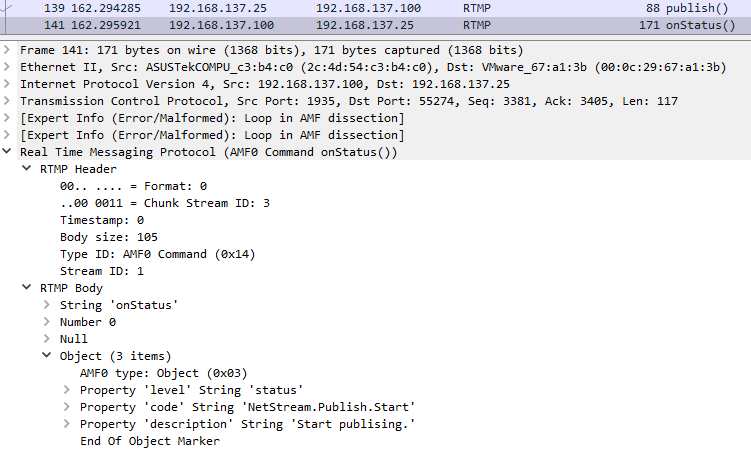 139 162.294285 192.168.137.25 192.168.137.100 RTMP 88 publish()
141 162.295921 192.168.137.100 192.168.137.25 RTMP 171 onStatus()
Frame 141: 171 bytes on wire (1368 bits), 171 bytes captured (1368 bits)
Ethernet II, Src: ASUSTekCOMPU_c3:b4:c0 (2c:4d:54:c3:b4:c0), Dst: VMware_67:a1:3b (00:0c:29:67:a1:3b)
Internet Protocol Version 4, Src: 192.168.137.100, Dst: 192.168.137.25
Transmission Control Protocol, Src Port: 1935, Dst Port: 55274, Seq: 3381, Ack: 3405, Len: 117
[Expert Info (Error/Malformed): Loop in AMF dissection]
[Expert Info (Error/Malformed): Loop in AMF dissection]
Real Time Messaging Protocol (AMF0 Command onStatus())
RTMP Header
00.. .... = Format: 0
..00 0011 = Chunk Stream ID: 3
Timestamp: 0
Body size: 105
Type ID: AMF0 Command (0x14)
Stream ID: 1
RTMP Body
String 'onStatus'
Number 0
Null
Object (3 items)
AMF0 type: Object (0x03)
Property 'level' String 'status'
Property 'code' String 'NetStream.Publish.Start'
Property 'description' String 'Start publising.'
End Of Object Marker